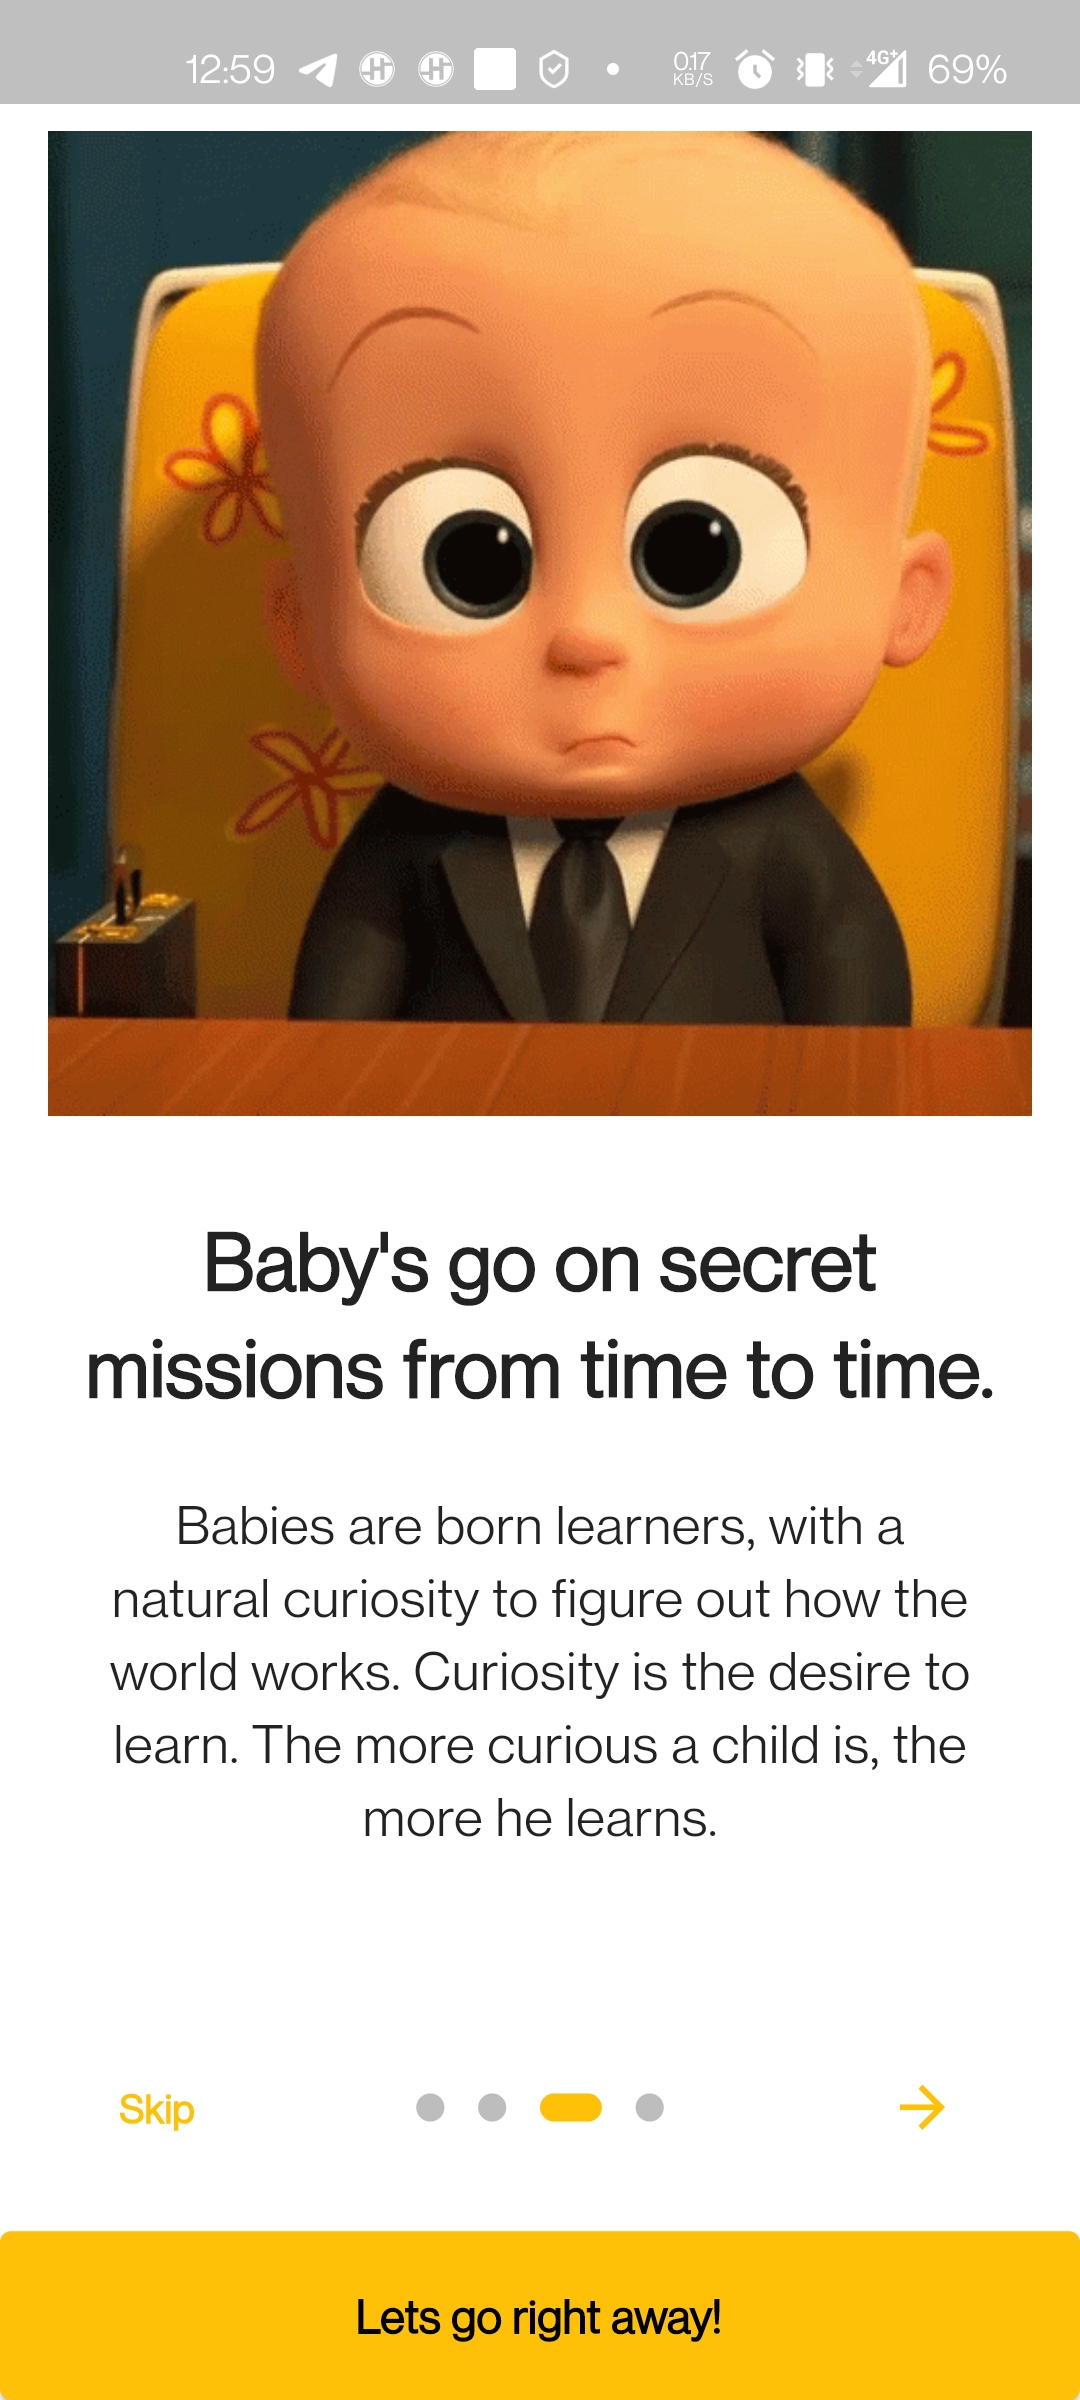 12:59 0.17 KB/S 4G+ 69%
Baby's go on secret
missions from time to time.
Babies are born learners, with a
natural curiosity to figure out how the
world works. Curiosity is the desire to
learn. The more curious a child is, the
more he learns.
Skip
Lets go right away!